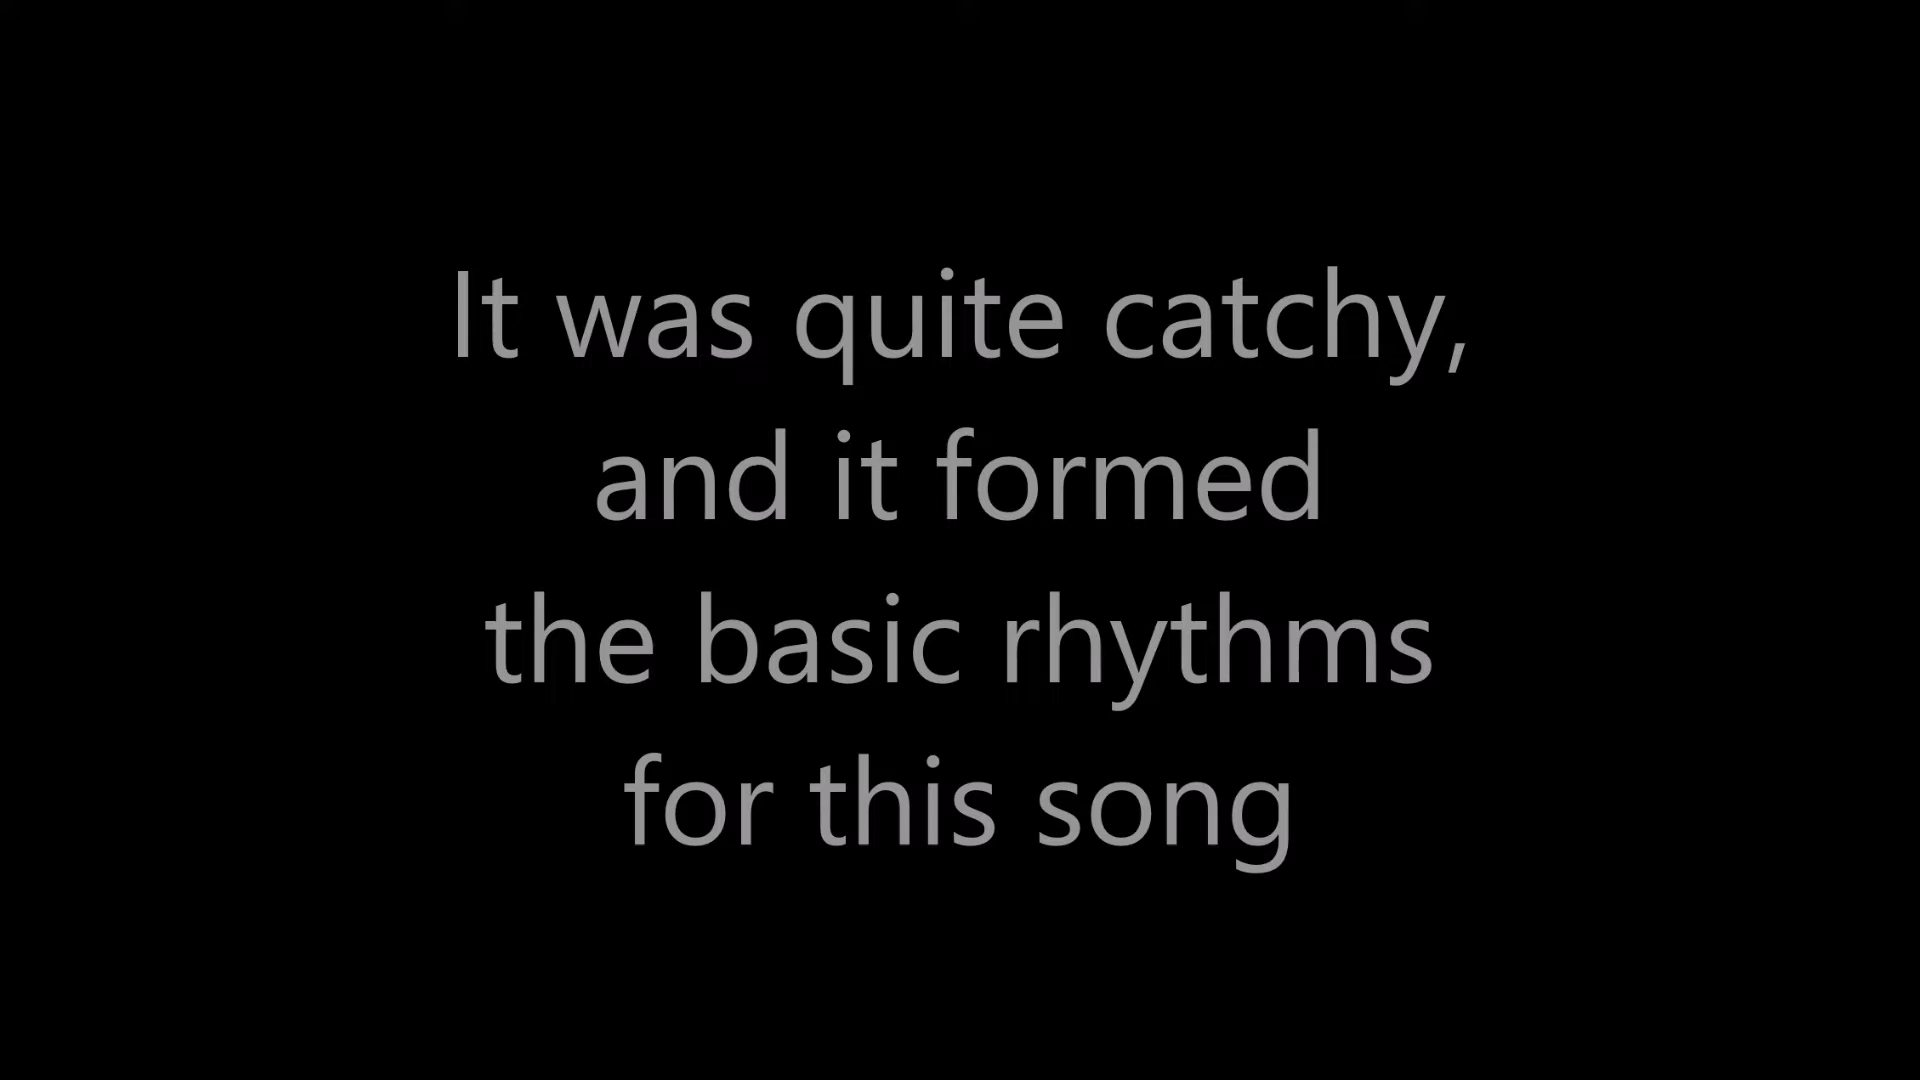 It was quite catchy,
and it formed
the basic rhythms
for this song